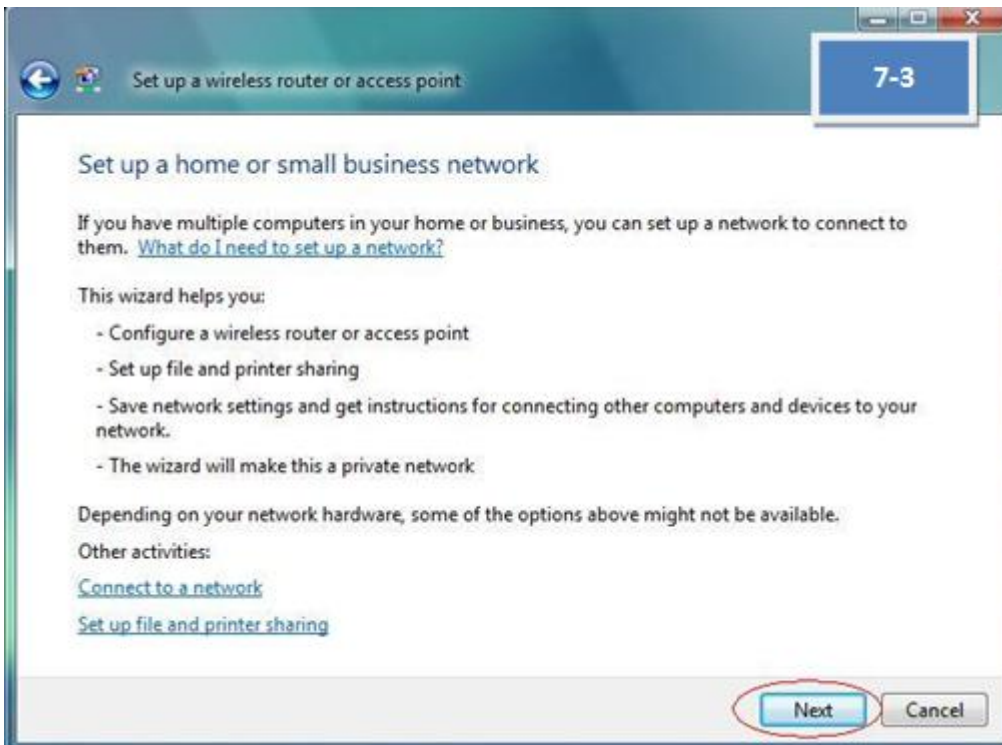 Set up a wireless router or access point
7-3
Set up a home or small business network
If you have multiple computers in your home or business, you can set up a network to connect to
them. What do I need to set up a network?
This wizard helps you:
- Configure a wireless router or access point
- Set up file and printer sharing
- Save network settings and get instructions for connecting other computers and devices to your
network.
- The wizard will make this a private network
Depending on your network hardware, some of the options above might not be available.
Other activities:
Connect to a network
Set up file and printer sharing
Next
Cancel